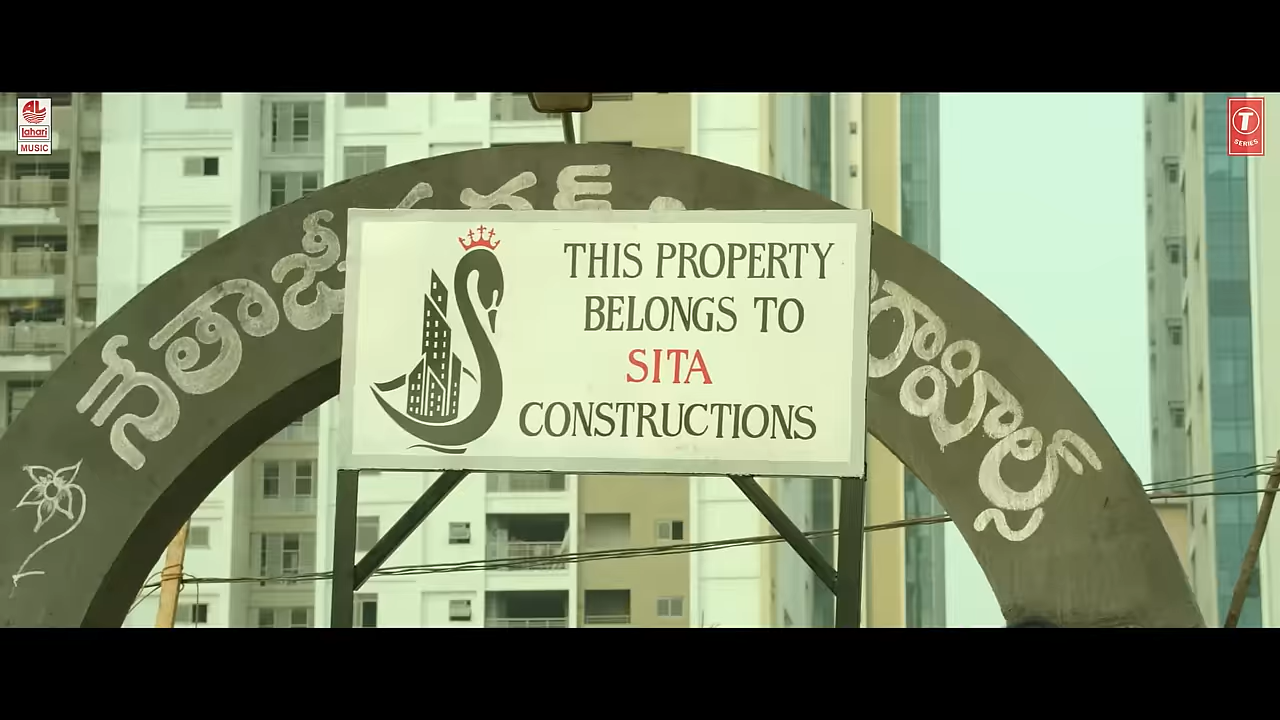 lahari
MUSIC
T
SERIES
నేతాజీ
THIS PROPERTY
BELONGS TO
SITA
CONSTRUCTIONS